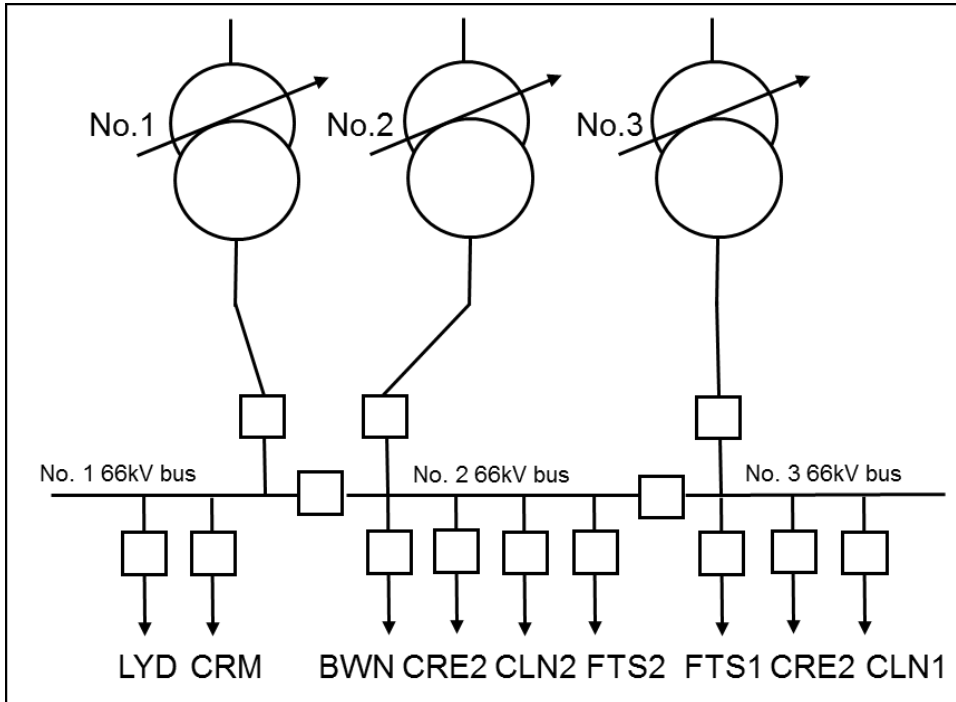 No.1 No.2 No.3
No. 1 66kV bus No. 2 66kV bus No. 3 66kV bus
LYD CRM BWN CRE2 CLN2 FTS2 FTS1 CRE2 CLN1